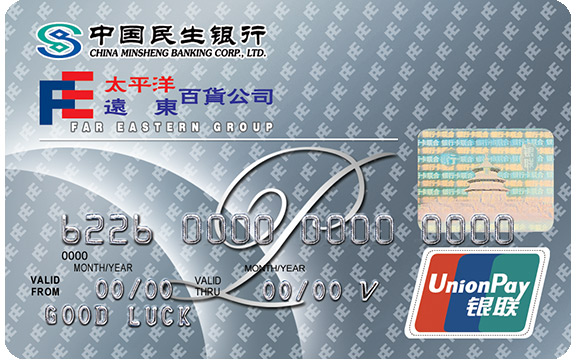 中国民生银行
CHINA MINSHENG BANKING CORP., LTD.
FE
太平洋
遠東
百貨公司
FAR EASTERN GROUP
6226 0000 0000 0000
0000
MONTH/YEAR MONTH/YEAR
VALID FROM 00/00 VALID THRU 00/00 V
GOOD LUCK
UnionPay
银联